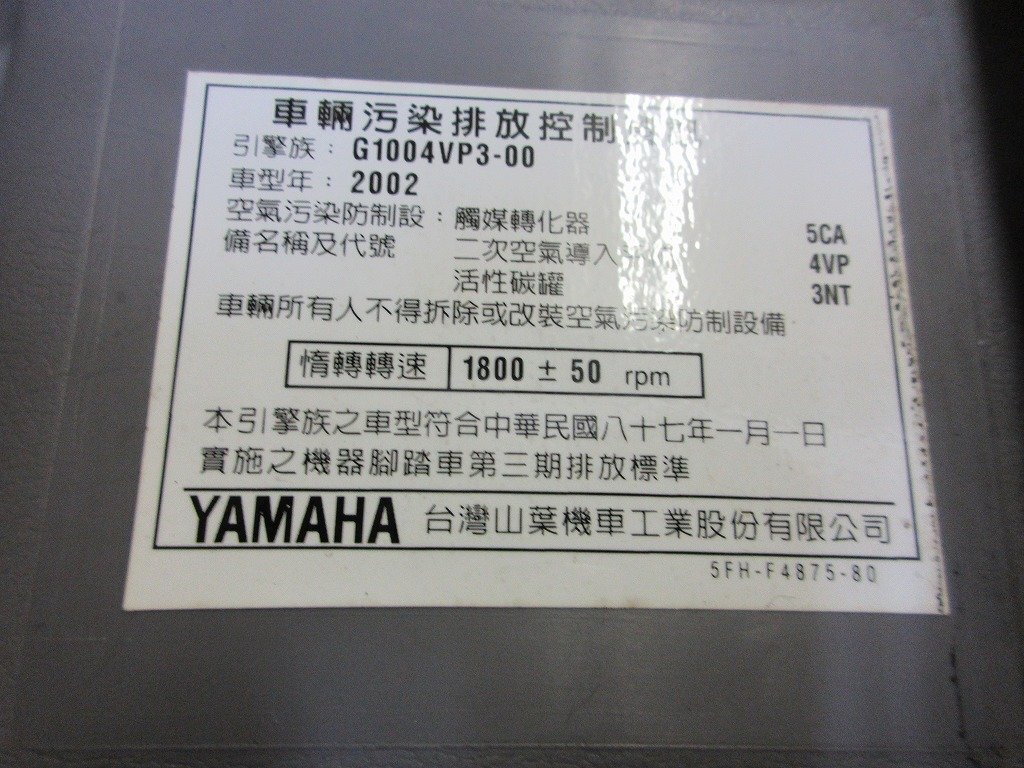 車輛污染排放控制
引擎族：G1004VP3-00
車型年：2002
空氣污染防制設：觸媒轉化器 5CA
備名稱及代號 二次空氣導入 4VP
活性碳罐 3NT
車輛所有人不得拆除或改裝空氣污染防制設備
惰轉轉速 1800 ± 50 rpm
本引擎族之車型符合中華民國八十七年一月一日
實施之機器腳踏車第三期排放標準
YAMAHA 台灣山葉機車工業股份有限公司
5FH-F4875-80